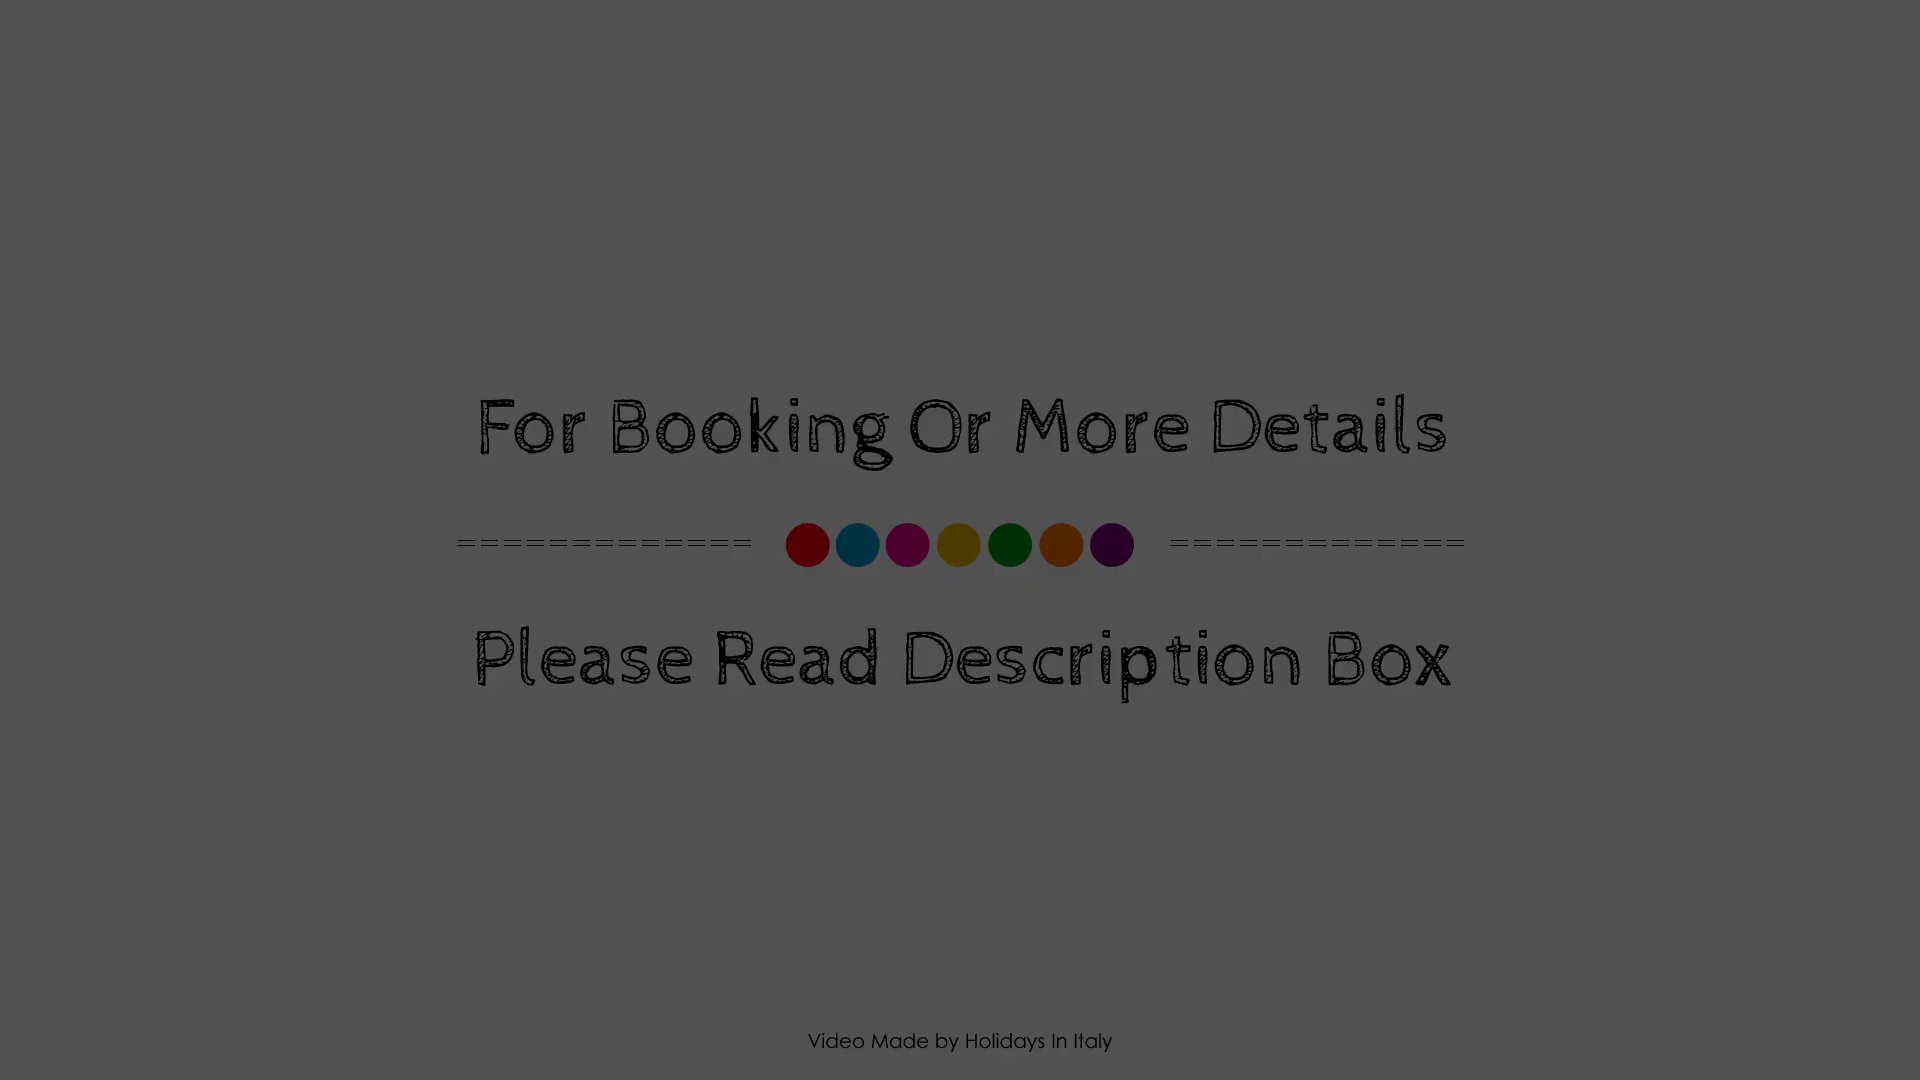 For Booking Or More Details
============= =============
Please Read Description Box
Video Made by Holidays In Italy